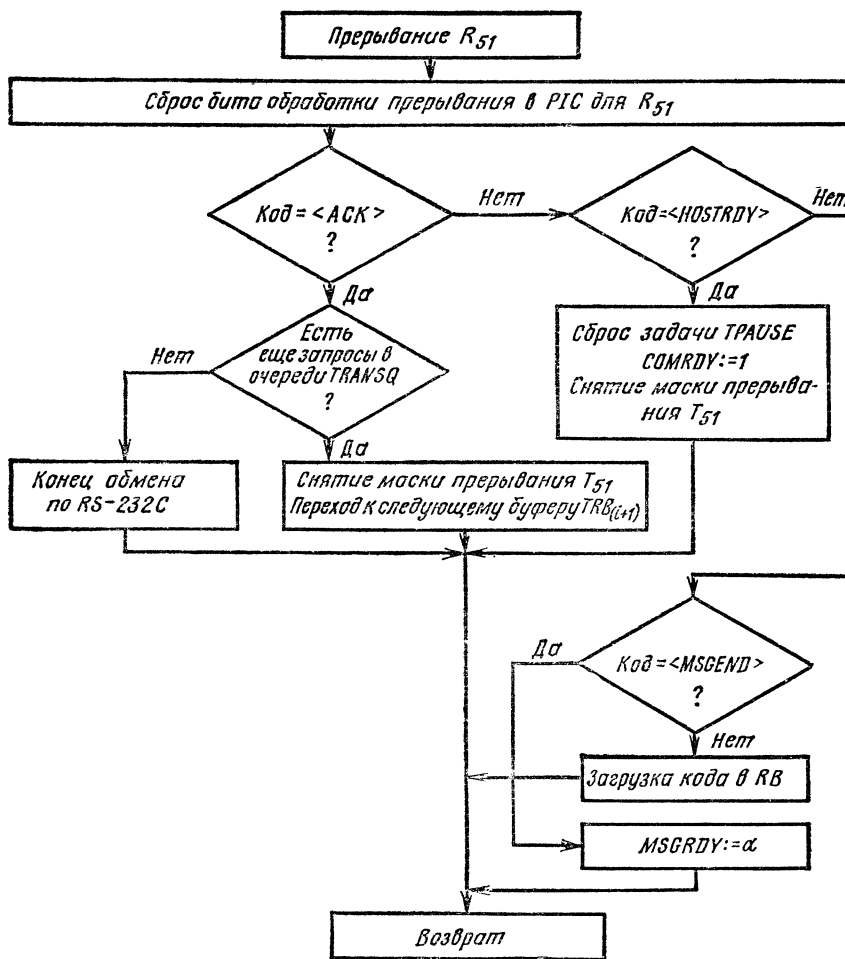 Прерывание R51
Сброс бита обработки прерывания в PIC для R51
Код=<ACK>
?
Нет
Код=<HOSTRDY>
?
Нет
Да
Да
Есть
еще запросы в
очереди TRANSQ
?
Нет
Да
Сброс задачи TPAUSE
COMRDY:=1
Снятие маски прерыва-
ния T51
Конец обмена
по RS-232C
Снятие маски прерывания T51
Переход к следующему буферу TRB(i+1)
Код=<MSGEND>
?
Да
Нет
Загрузка кода в RB
MSGRDY:=α
Возврат